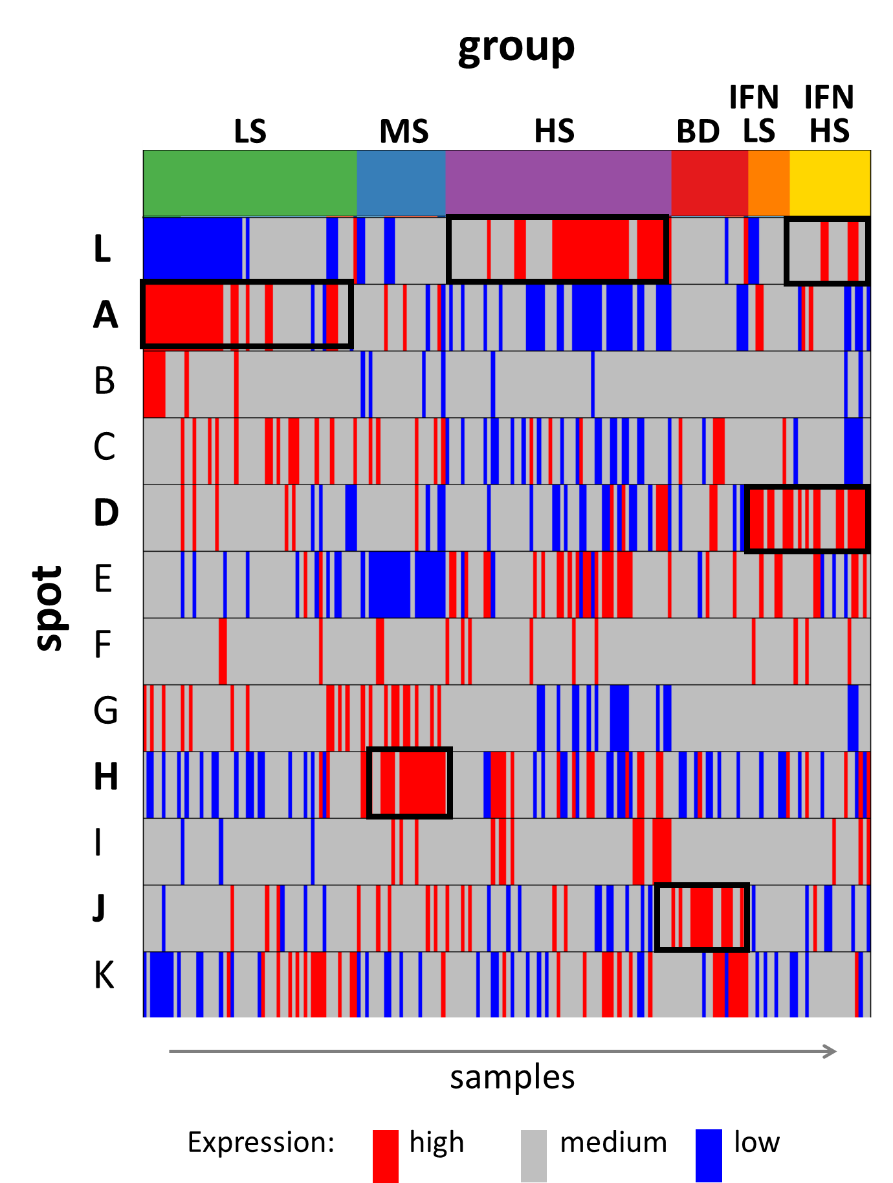 group
IFN IFN
LS MS HS BD LS HS
L
A
B
C
D
E
spot
F
G
H
I
J
K
samples
Expression: high medium low